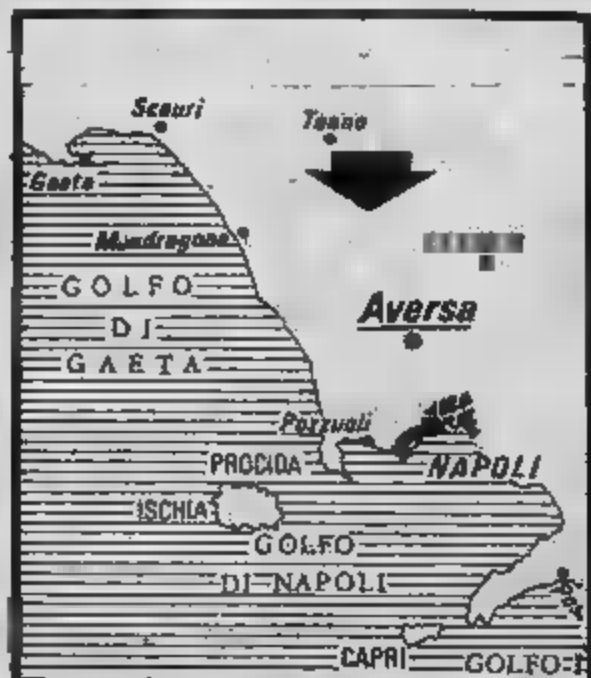 Scauri
Teano
Gaeta
Mondragone
GOLFO
DI
GAETA
Aversa
Pozzuoli
PROCIDA
NAPOLI
ISCHIA
GOLFO
DI NAPOLI
CAPRI
GOLFO